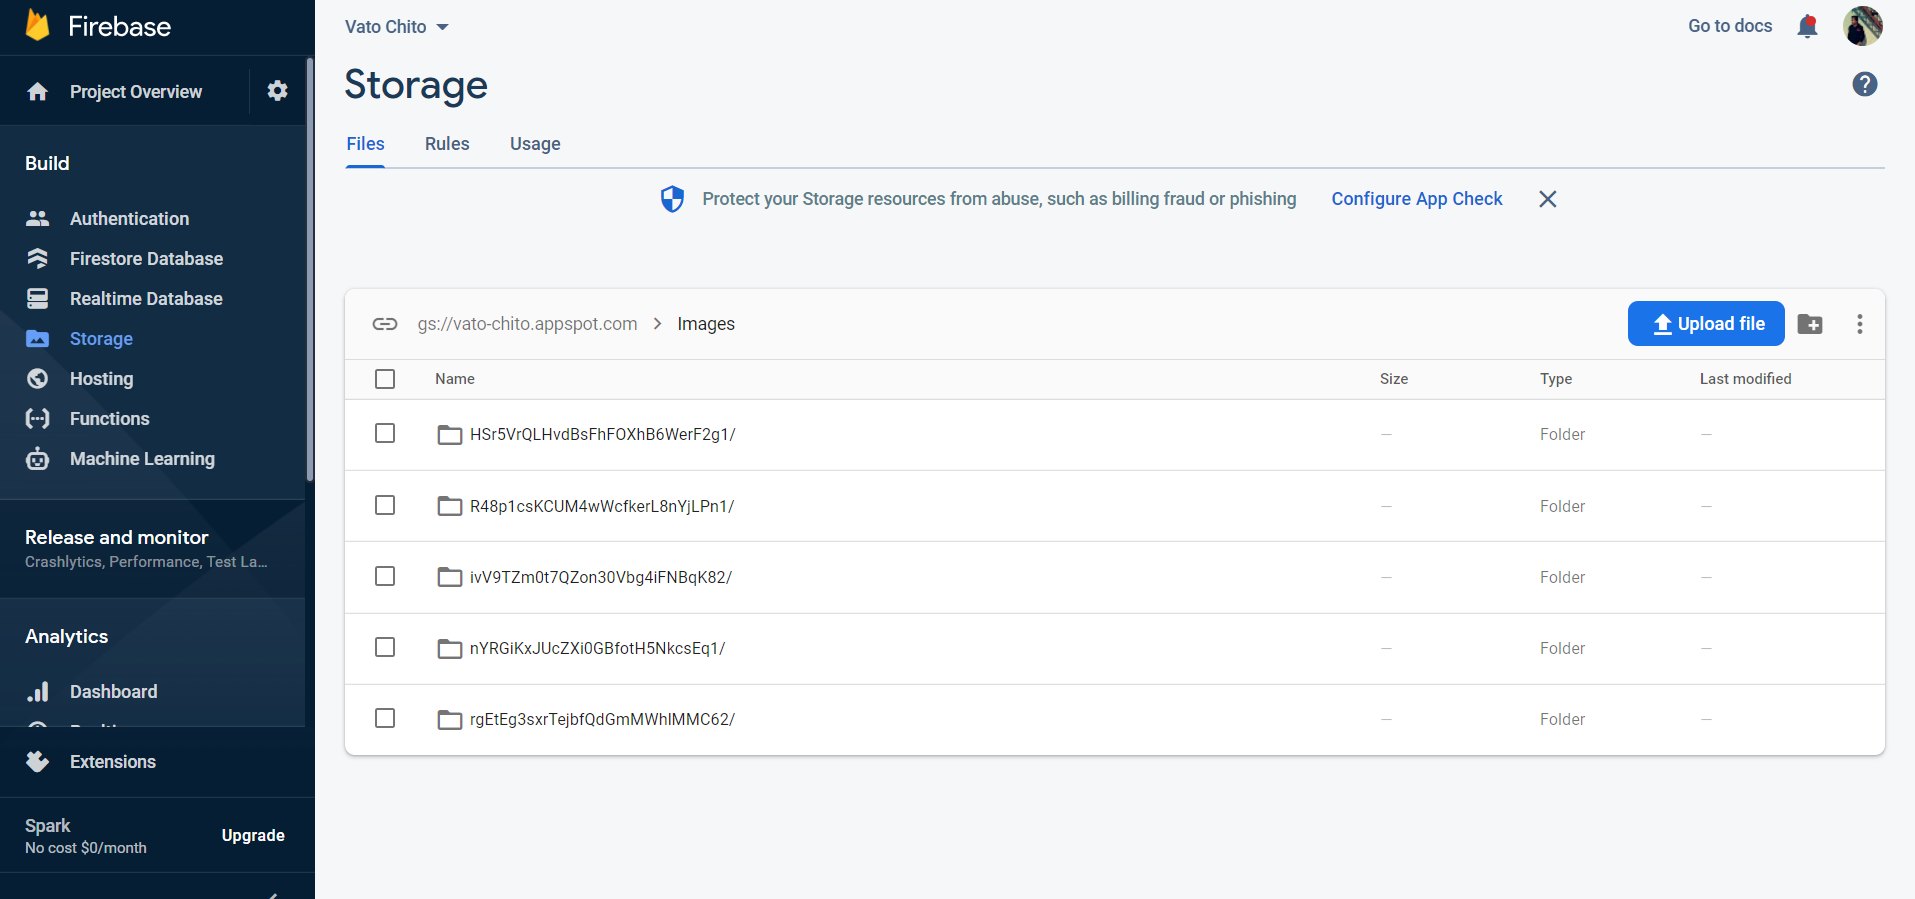 Firebase
Project Overview
Build
Authentication
Firestore Database
Realtime Database
Storage
Hosting
Functions
Machine Learning
Release and monitor
Crashlytics, Performance, Test La...
Analytics
Dashboard
Extensions
Spark
No cost $0/month
Upgrade
Vato Chito
Go to docs
Storage
Files Rules Usage
Protect your Storage resources from abuse, such as billing fraud or phishing Configure App Check
gs://vato-chito.appspot.com > Images Upload file
Name Size Type Last modified
HSr5VrQLHvdBsFhFOXhB6WerF2g1/ — Folder —
R48p1csKCUM4wWcfkerL8nYjLPn1/ — Folder —
ivV9TZm0t7QZon30Vbg4iFNBqK82/ — Folder —
nYRGiKxJUcZXi0GBfotH5NkcsEq1/ — Folder —
rgEtEg3sxrTejbfQdGmMWhIMMC62/ — Folder —